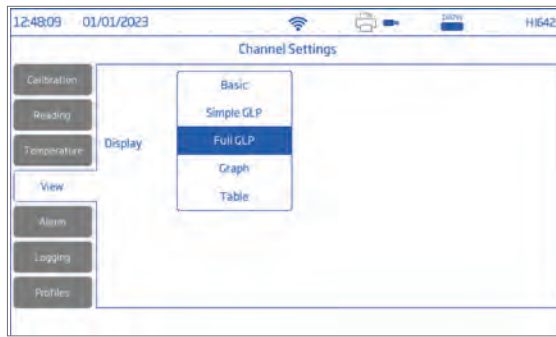 12:48:09 01/01/2023 HI642
Channel Settings
Calibration
Reading
Temperature
View
Alarm
Logging
Profiles
Display
Basic
Simple GLP
Full GLP
Graph
Table